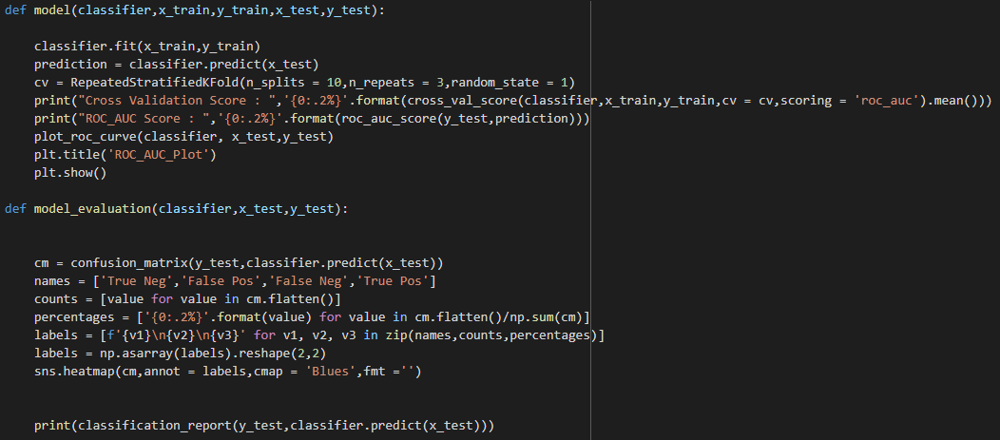 def model(classifier,x_train,y_train,x_test,y_test):
    classifier.fit(x_train,y_train)
    prediction = classifier.predict(x_test)
    cv = RepeatedStratifiedKFold(n_splits = 10,n_repeats = 3,random_state = 1)
    print("Cross Validation Score : ",'{0:.2%}'.format(cross_val_score(classifier,x_train,y_train,cv = cv,scoring = 'roc_auc').mean()))
    print("ROC_AUC Score : ",'{0:.2%}'.format(roc_auc_score(y_test,prediction)))
    plot_roc_curve(classifier, x_test,y_test)
    plt.title('ROC_AUC_Plot')
    plt.show()
def model_evaluation(classifier,x_test,y_test):
    cm = confusion_matrix(y_test,classifier.predict(x_test))
    names = ['True Neg','False Pos','False Neg','True Pos']
    counts = [value for value in cm.flatten()]
    percentages = ['{0:.2%}'.format(value) for value in cm.flatten()/np.sum(cm)]
    labels = [f'{v1}\n{v2}\n{v3}' for v1, v2, v3 in zip(names,counts,percentages)]
    labels = np.asarray(labels).reshape(2,2)
    sns.heatmap(cm,annot = labels,cmap = 'Blues',fmt ='')
    print(classification_report(y_test,classifier.predict(x_test)))